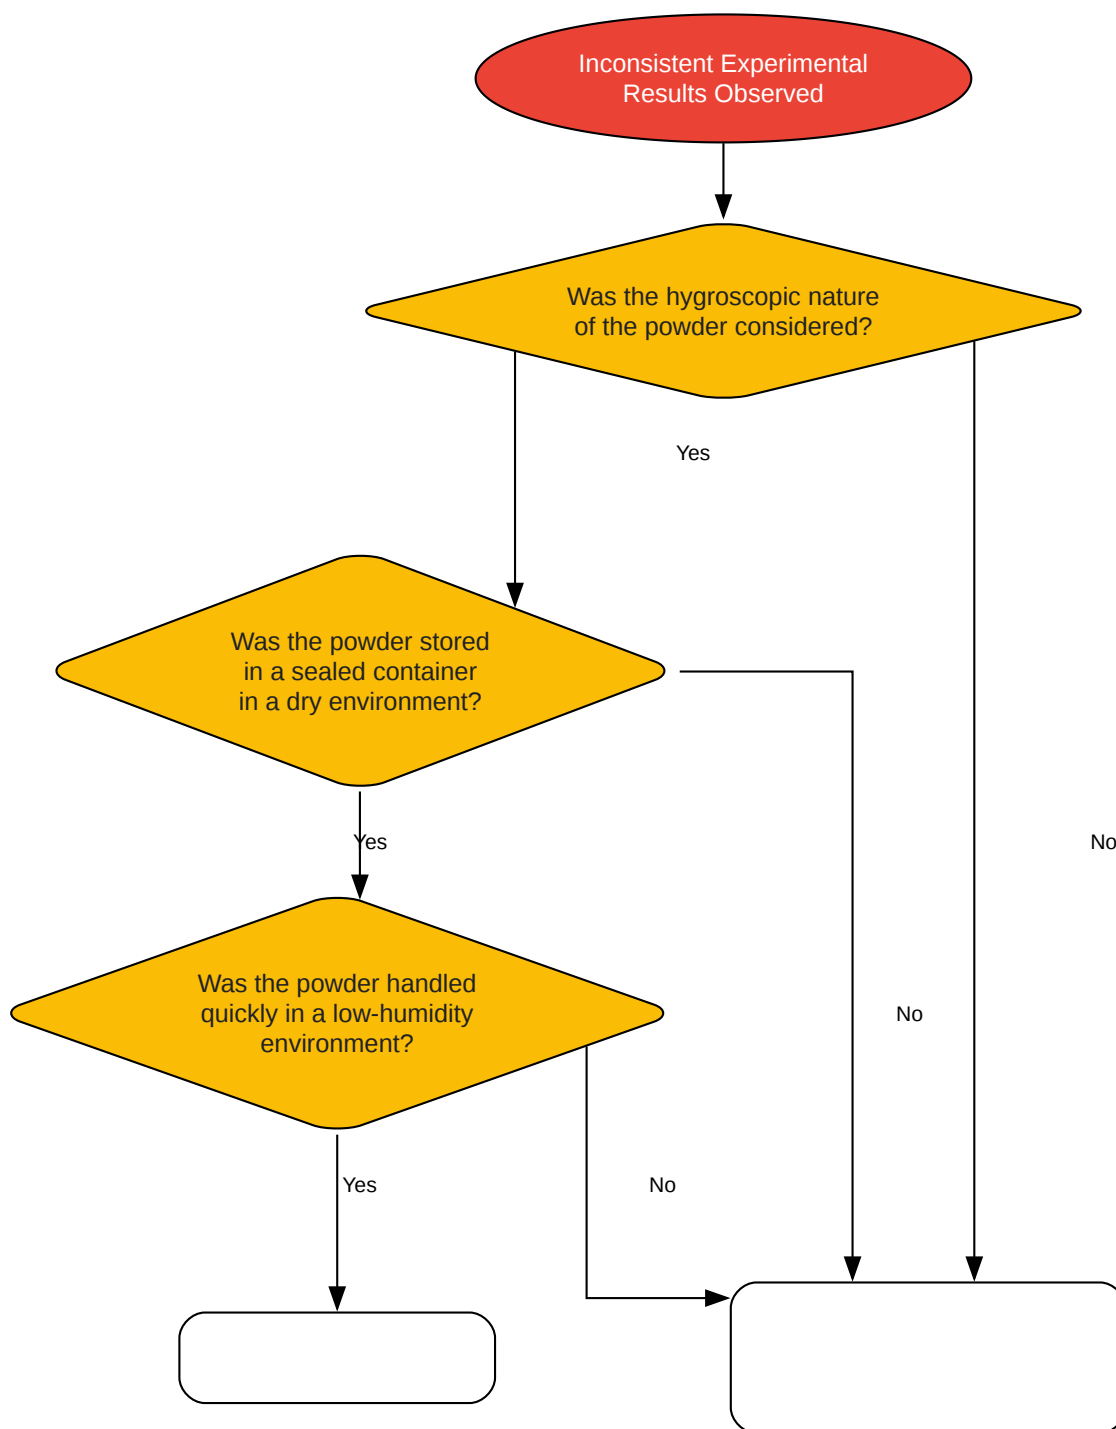 Inconsistent Experimental
Results Observed
Was the hygroscopic nature
of the powder considered?
Yes
Was the powder stored
in a sealed container
in a dry environment?
Yes
No
Was the powder handled
quickly in a low-humidity
environment?
No
Yes
No